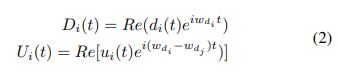 D_i(t) = Re(d_i(t)e^{iw_{d_i}t})
U_i(t) = Re[u_i(t)e^{i(w_{d_i}-w_{d_j})t})]
(2)